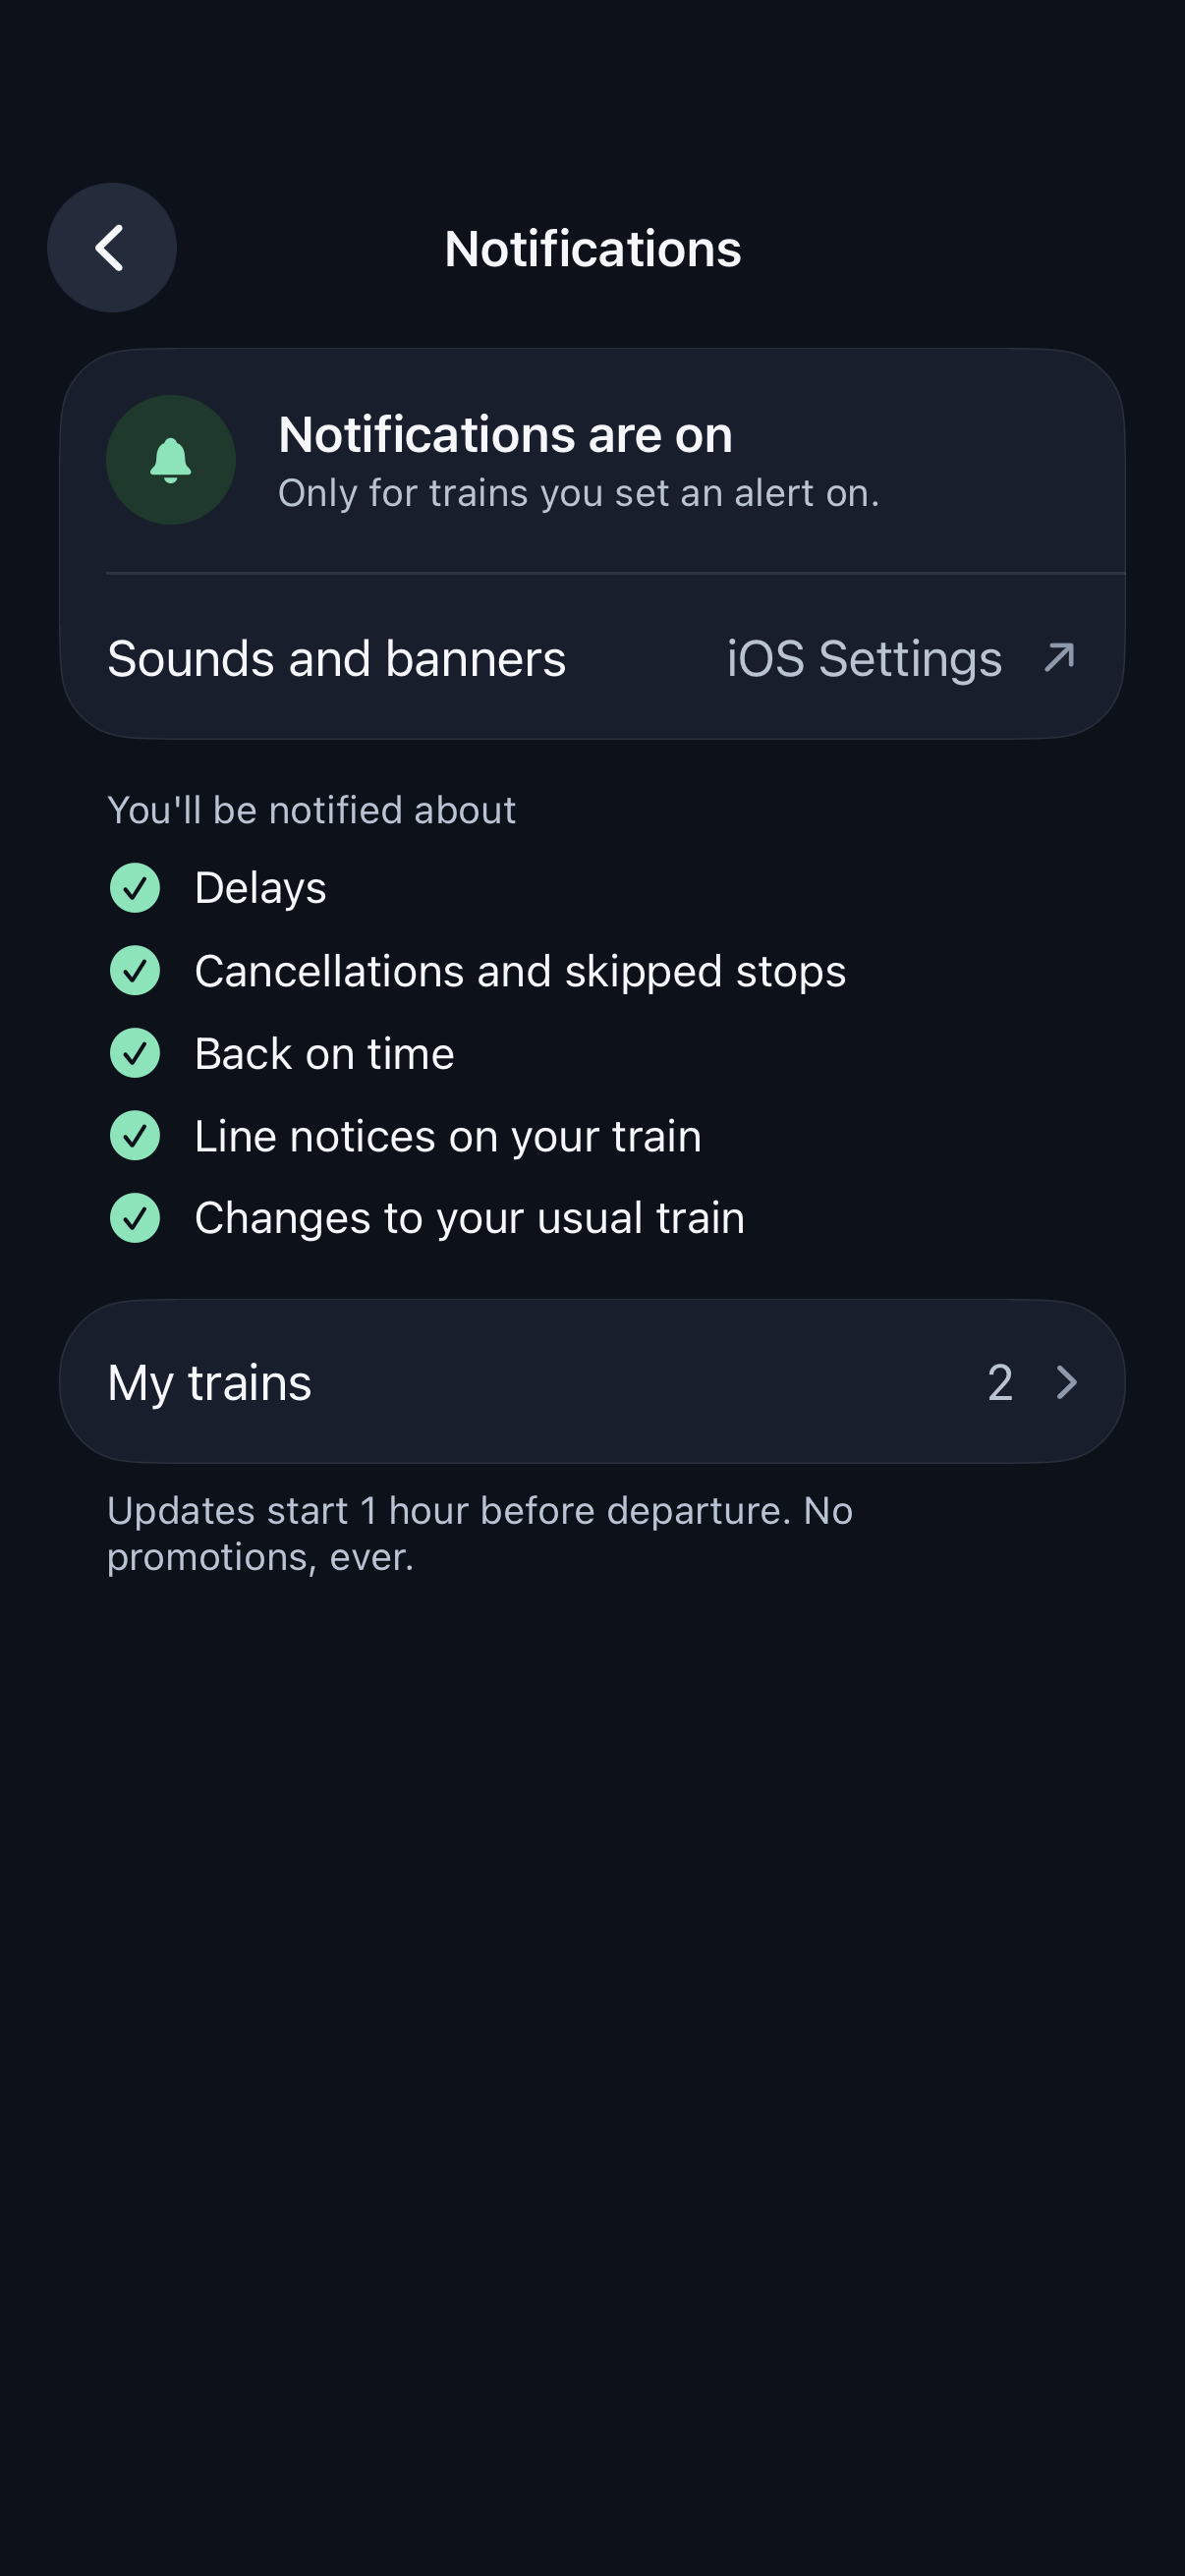 Notifications
Notifications are on
Only for trains you set an alert on.
Sounds and banners iOS Settings
You'll be notified about
Delays
Cancellations and skipped stops
Back on time
Line notices on your train
Changes to your usual train
My trains 2
Updates start 1 hour before departure. No
promotions, ever.